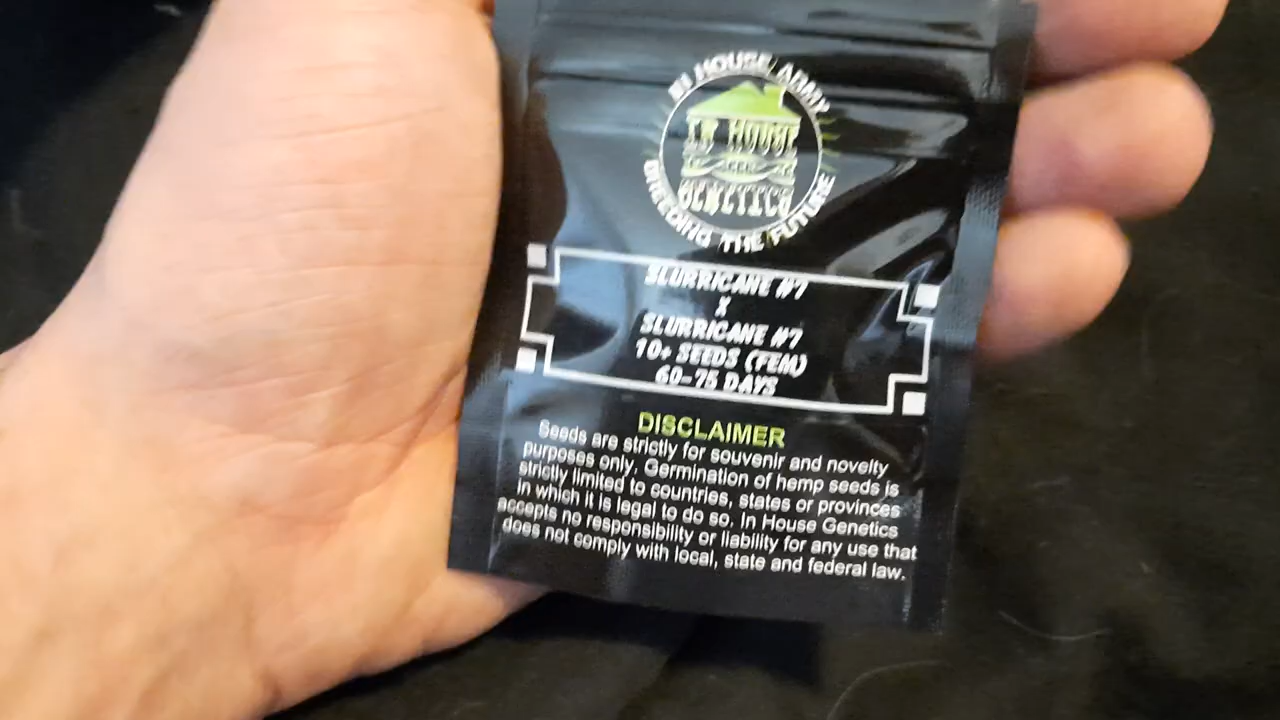 IN HOUSE ARMY
IN HOUSE
GENETICS
BREEDING THE FUTURE
SLURRICANE #7
X
SLURRICANE #7
10+ SEEDS (FEM)
60-75 DAYS
DISCLAIMER
Seeds are strictly for souvenir and novelty
purposes only. Germination of hemp seeds is
strictly limited to countries, states or provinces
in which it is legal to do so. In House Genetics
accepts no responsibility or liability for any use that
does not comply with local, state and federal law.